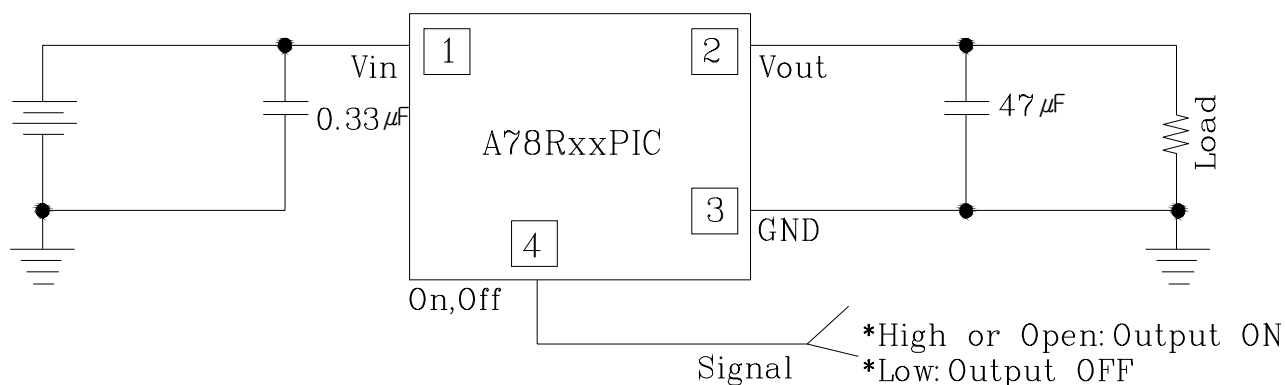 1
2
Vin
Vout
0.33μF
47μF
Load
A78RxxPIC
3
GND
4
On,Off
Signal
*High or Open:Output ON
*Low:Output OFF